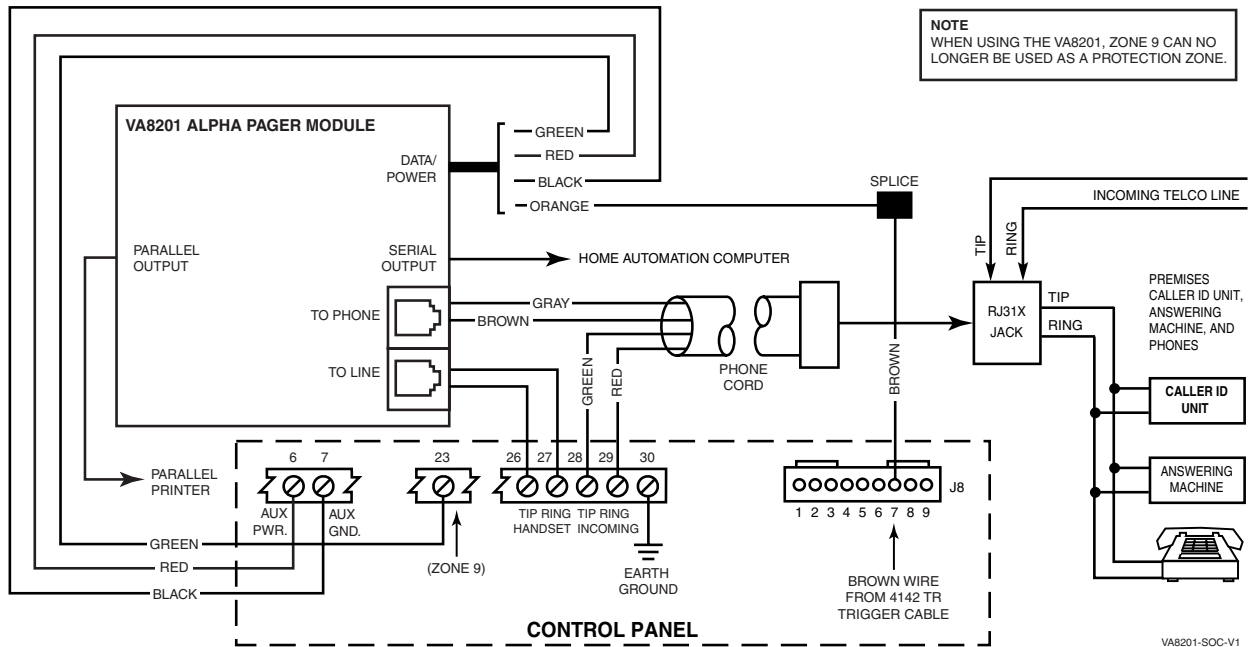 NOTE
WHEN USING THE VA8201, ZONE 9 CAN NO
LONGER BE USED AS A PROTECTION ZONE.
VA8201 ALPHA PAGER MODULE
DATA/
POWER
GREEN
RED
BLACK
ORANGE
SPLICE
INCOMING TELCO LINE
TIP
RING
PARALLEL
OUTPUT
SERIAL
OUTPUT
HOME AUTOMATION COMPUTER
TO PHONE
GRAY
BROWN
TO LINE
GREEN
RED
PHONE
CORD
BROWN
RJ31X
JACK
TIP
RING
PREMISES
CALLER ID UNIT,
ANSWERING
MACHINE, AND
PHONES
CALLER ID
UNIT
ANSWERING
MACHINE
PARALLEL
PRINTER
6 7
AUX
PWR.
AUX
GND.
23
(ZONE 9)
26 27 28 29 30
TIP RING TIP RING
HANDSET INCOMING
EARTH
GROUND
J8
1 2 3 4 5 6 7 8 9
BROWN WIRE
FROM 4142 TR
TRIGGER CABLE
GREEN
RED
BLACK
CONTROL PANEL
VA8201-SOC-V1